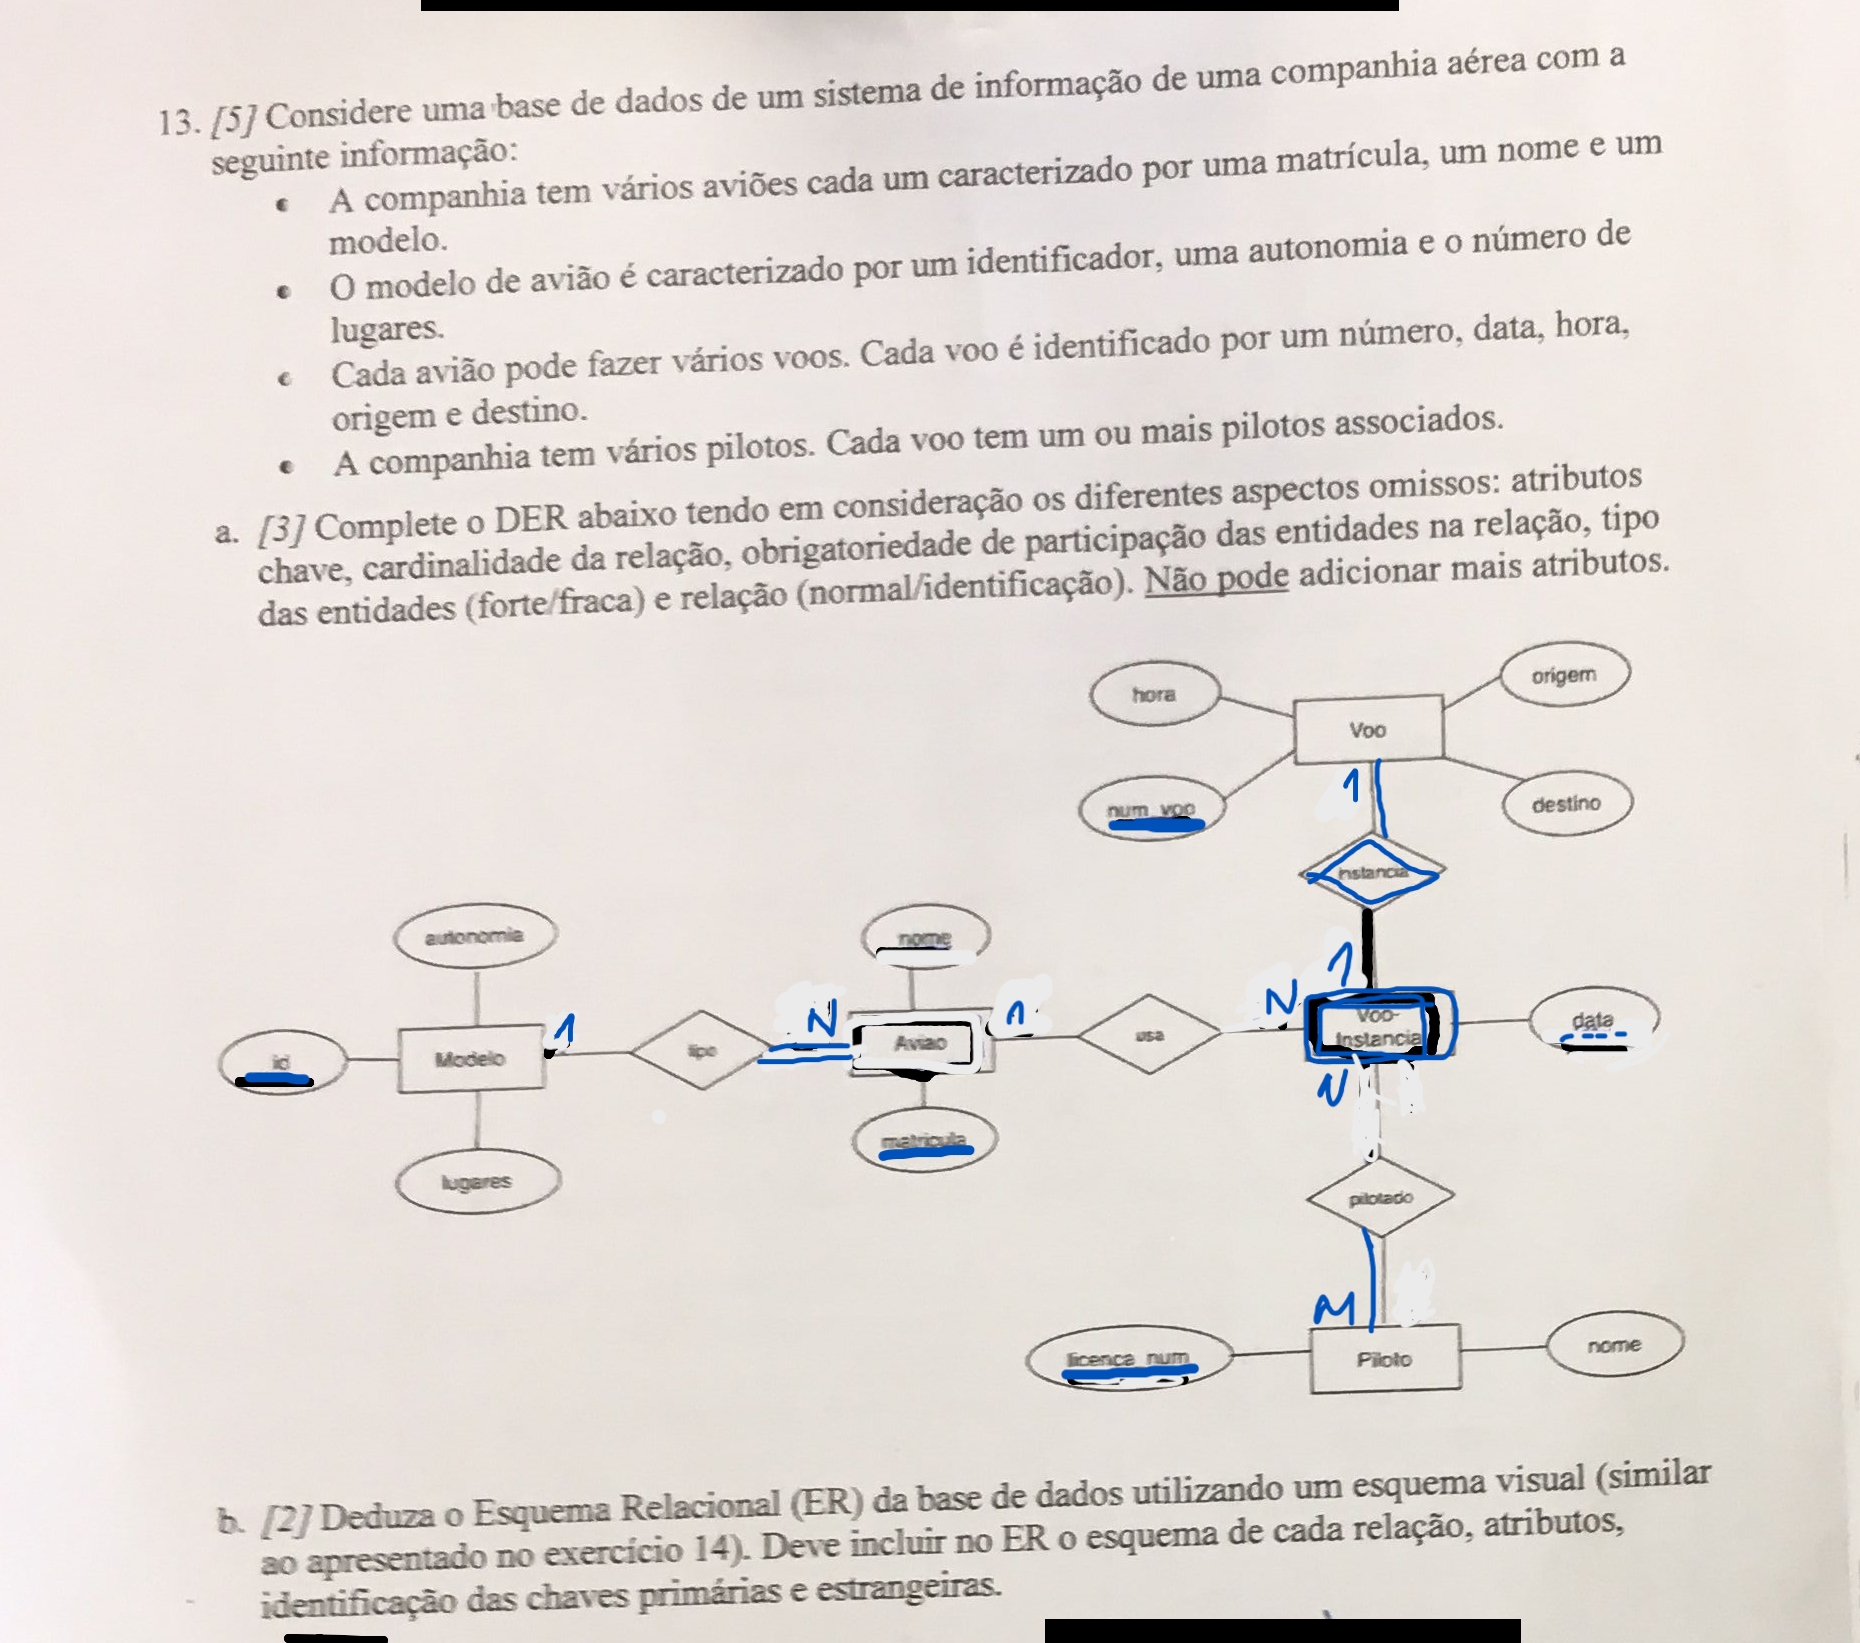 13. [5] Considere uma base de dados de um sistema de informação de uma companhia aérea com a
seguinte informação:
A companhia tem vários aviões cada um caracterizado por uma matrícula, um nome e um
modelo.
O modelo de avião é caracterizado por um identificador, uma autonomia e o número de
lugares.
Cada avião pode fazer vários voos. Cada voo é identificado por um número, data, hora,
origem e destino.
A companhia tem vários pilotos. Cada voo tem um ou mais pilotos associados.
a. [3] Complete o DER abaixo tendo em consideração os diferentes aspectos omissos: atributos
chave, cardinalidade da relação, obrigatoriedade de participação das entidades na relação, tipo
das entidades (forte/fraca) e relação (normal/identificação). Não pode adicionar mais atributos.
hora
origem
Voo
num_voo
destino
1
instancia
autonomia
nome
1
id
Modelo
1
tipo
N
Aviao
1
usa
N
Voo-
Instancia
data
N
matricula
lugares
pilotado
M
licenca_num
Piloto
nome
b. [2] Deduza o Esquema Relacional (ER) da base de dados utilizando um esquema visual (similar
ao apresentado no exercício 14). Deve incluir no ER o esquema de cada relação, atributos,
identificação das chaves primárias e estrangeiras.